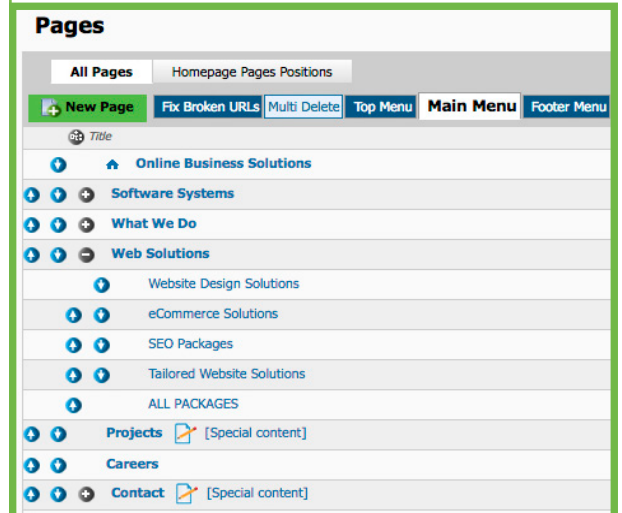 Pages
All Pages Homepage Pages Positions
New Page Fix Broken URLs Multi Delete Top Menu Main Menu Footer Menu
Title
Online Business Solutions
Software Systems
What We Do
Web Solutions
Website Design Solutions
eCommerce Solutions
SEO Packages
Tailored Website Solutions
ALL PACKAGES
Projects [Special content]
Careers
Contact [Special content]